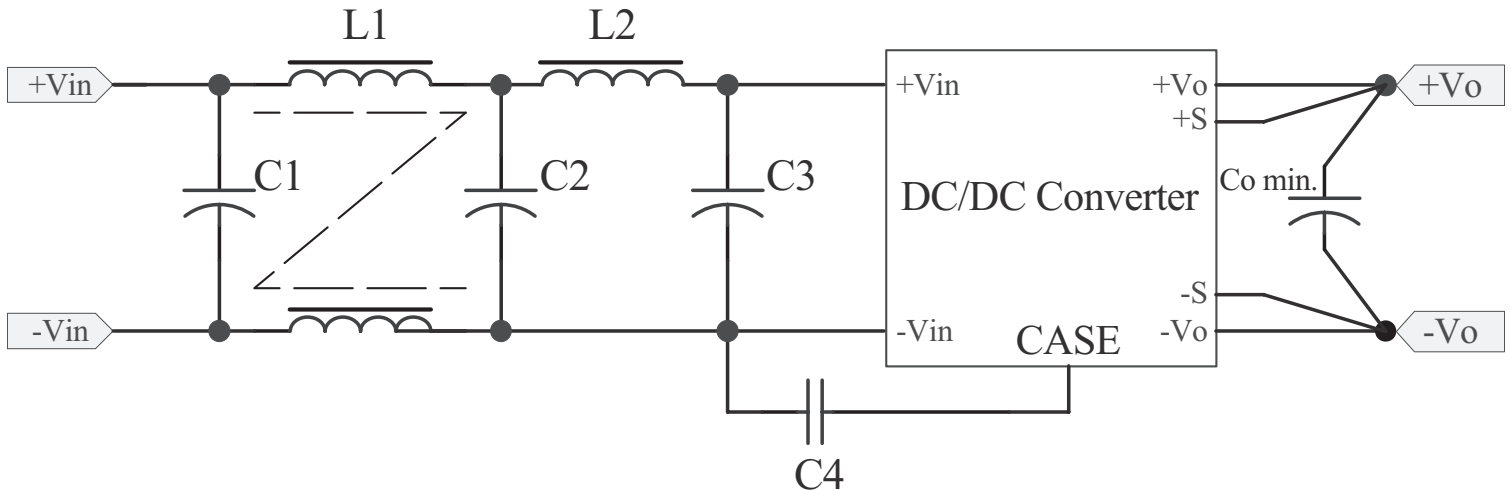 L1
L2
+Vin
+Vin
+Vo
+Vo
+S
C1
C2
C3
DC/DC Converter
Co min.
-S
-Vin
-Vin
CASE
-Vo
-Vo
C4